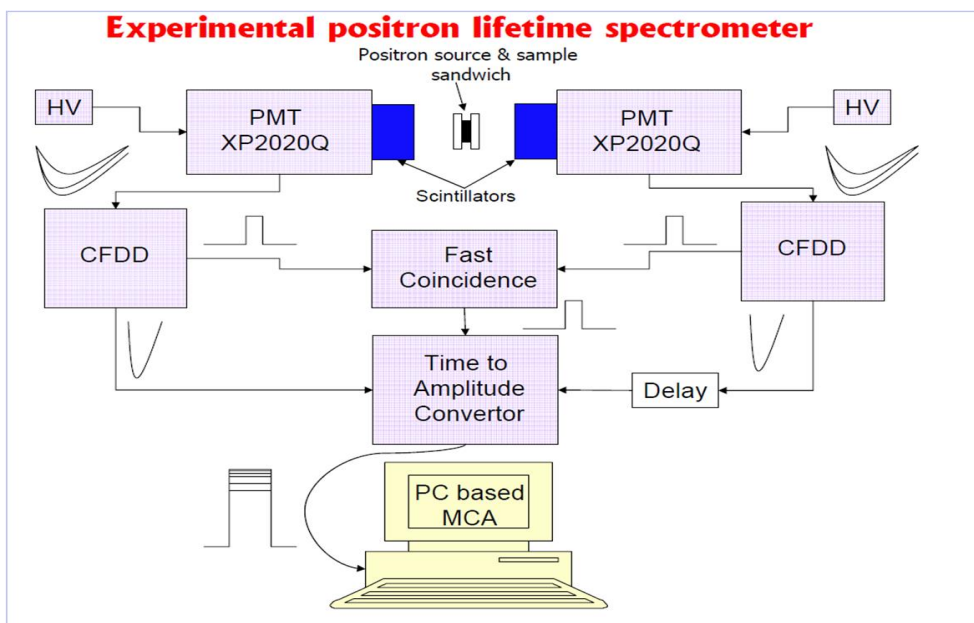 Experimental positron lifetime spectrometer
Positron source & sample
sandwich
HV
PMT
XP2020Q
PMT
XP2020Q
HV
Scintillators
CFDD
Fast
Coincidence
CFDD
Time to
Amplitude
Convertor
Delay
PC based
MCA